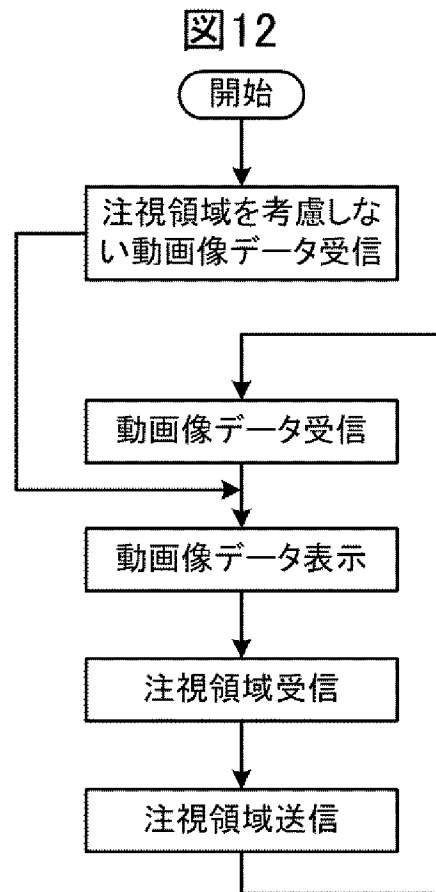 図12
開始
注視領域を考慮しな
い動画像データ受信
動画像データ受信
動画像データ表示
注視領域受信
注視領域送信